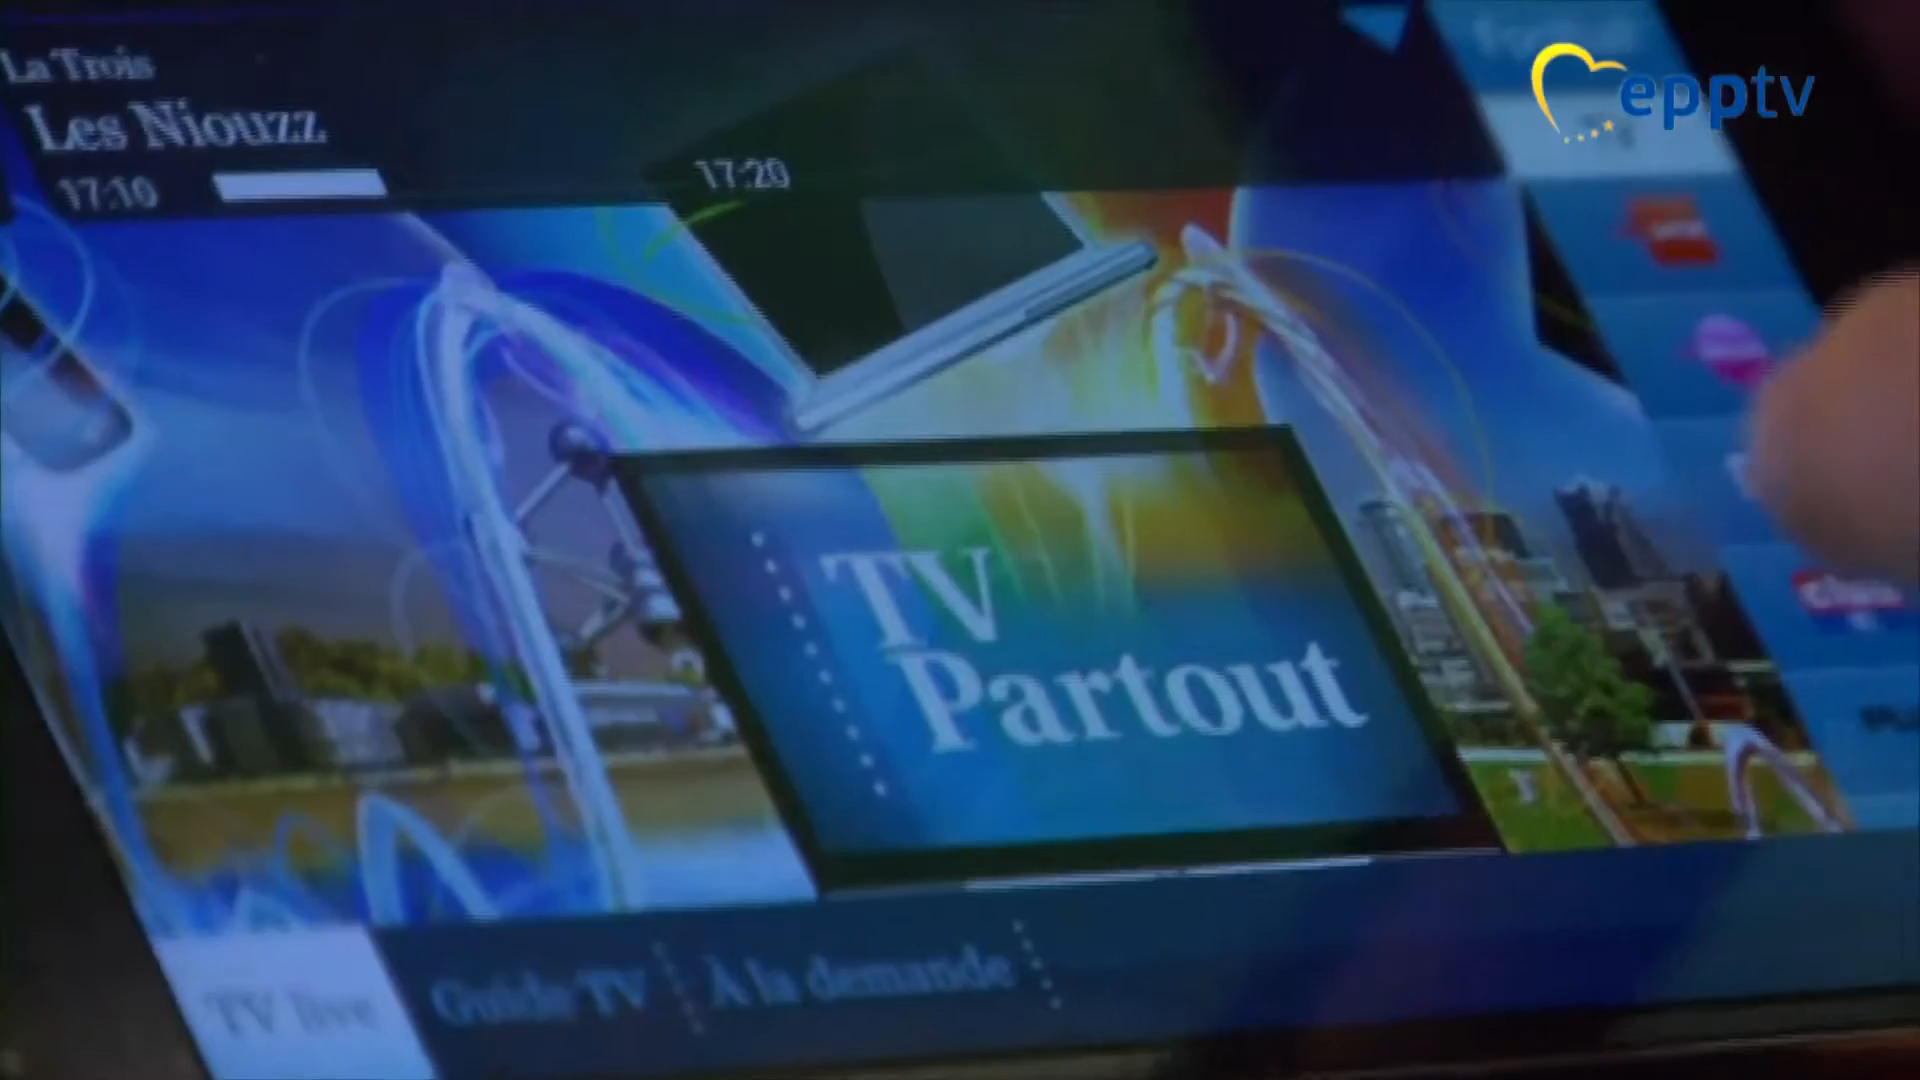 La Trois
Les Niouzz
17:10
17:20
epptv
TV
Partout
TV live
Guide TV
À la demande